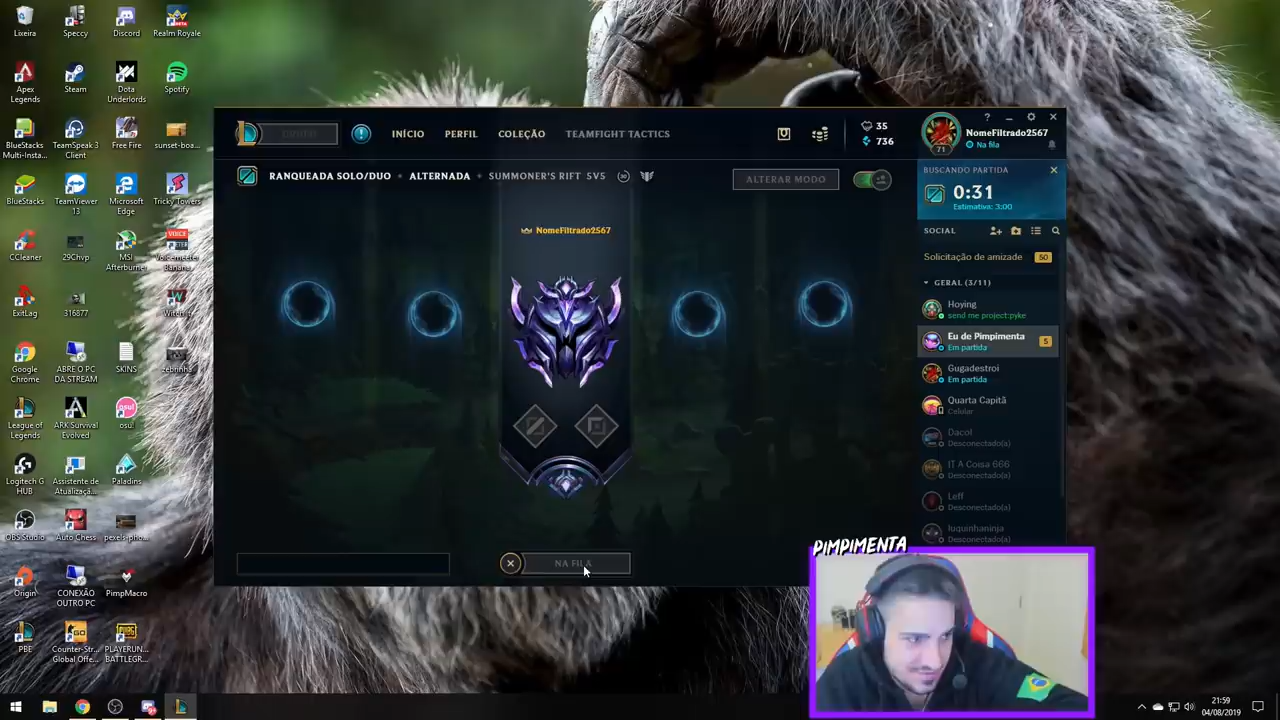 Lixeira
Speccy
Discord
Realm Royale
Apex
Legends
Steam
Dota
Underlords
Spotify
BlueStacks
Multi-Insta...
TeamSpeak 3
Client
Free Fire
sunset-boa...
BlueStacks
TeamViewer
13
Microsoft
Edge
Tricky Towers
CCleaner
29Chvp
MSI
Afterburner
Voicemeeter
Banana
ExitLag
316877
Google
Chrome
ABRE O PC
DA STREAM
SKINS
zebrinha
League of
Legends
ARK Survival
Evolved
osu!
Logitech G
HUB
Assistente de
Atualizaçã...
Paladins
OBS Studio
Auto Chess
pexels-pho...
Origin
CONEXÃO
OUTRO PC
PimpMacro
PBE
Counter-Str...
Global Offe...
PLAYERUN...
BATTLEGR...
INÍCIO
PERFIL
COLEÇÃO
TEAMFIGHT TACTICS
35
736
NomeFiltrado2567
Na fila
71
RANQUEADA SOLO/DUO • ALTERNADA • SUMMONER'S RIFT 5V5
ALTERAR MODO
NomeFiltrado2567
NA FILA
BUSCANDO PARTIDA
0:31
Estimativa: 3:00
SOCIAL
Solicitação de amizade 50
GERAL (3/11)
Hoying
send me project:pyke
Eu de Pimpimenta 5
Em partida
Gugadestroi
Em partida
Quarta Capitã
Celular
Dacol
Desconectado(a)
IT A Coisa 666
Desconectado(a)
Leff
Desconectado(a)
luquinhaninja
Desconectado(a)
PIMPIMENTA
21:59
04/08/2019